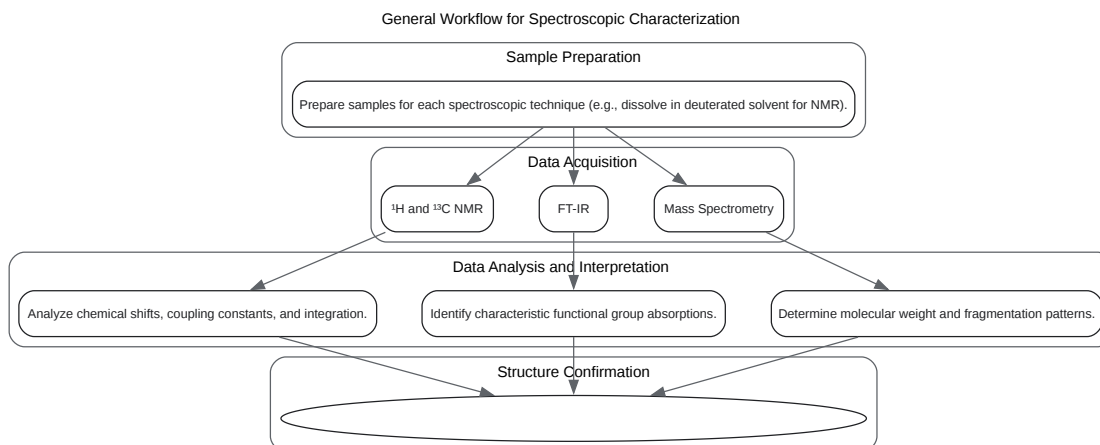 General Workflow for Spectroscopic Characterization
Sample Preparation
Prepare samples for each spectroscopic technique (e.g., dissolve in deuterated solvent for NMR).
Data Acquisition
¹H and ¹³C NMR
FT-IR
Mass Spectrometry
Data Analysis and Interpretation
Analyze chemical shifts, coupling constants, and integration.
Identify characteristic functional group absorptions.
Determine molecular weight and fragmentation patterns.
Structure Confirmation